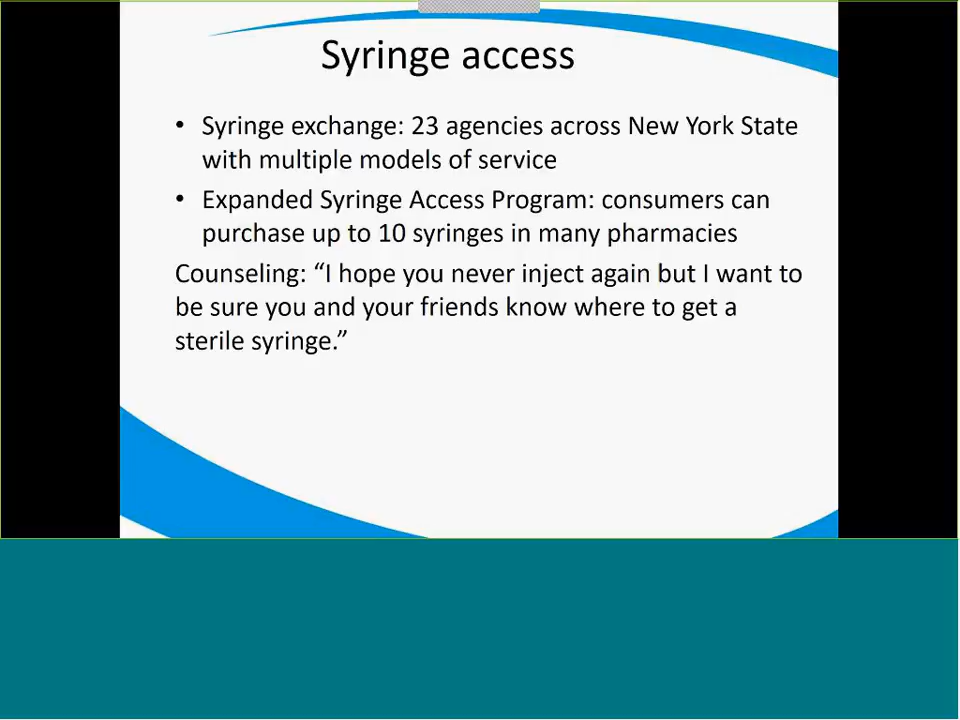 Syringe access
• Syringe exchange: 23 agencies across New York State
with multiple models of service
• Expanded Syringe Access Program: consumers can
purchase up to 10 syringes in many pharmacies
Counseling: “I hope you never inject again but I want to
be sure you and your friends know where to get a
sterile syringe.”